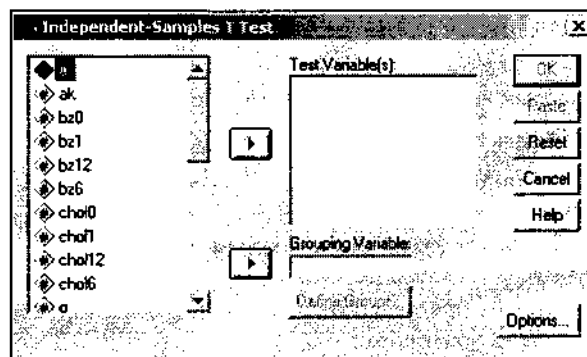 Independent-Samples T Test
a
ak
bz0
bz1
bz12
bz6
chol0
chol1
chol12
chol6
g
Test Variable(s):
Grouping Variable:
Define Groups...
OK
Paste
Reset
Cancel
Help
Options...